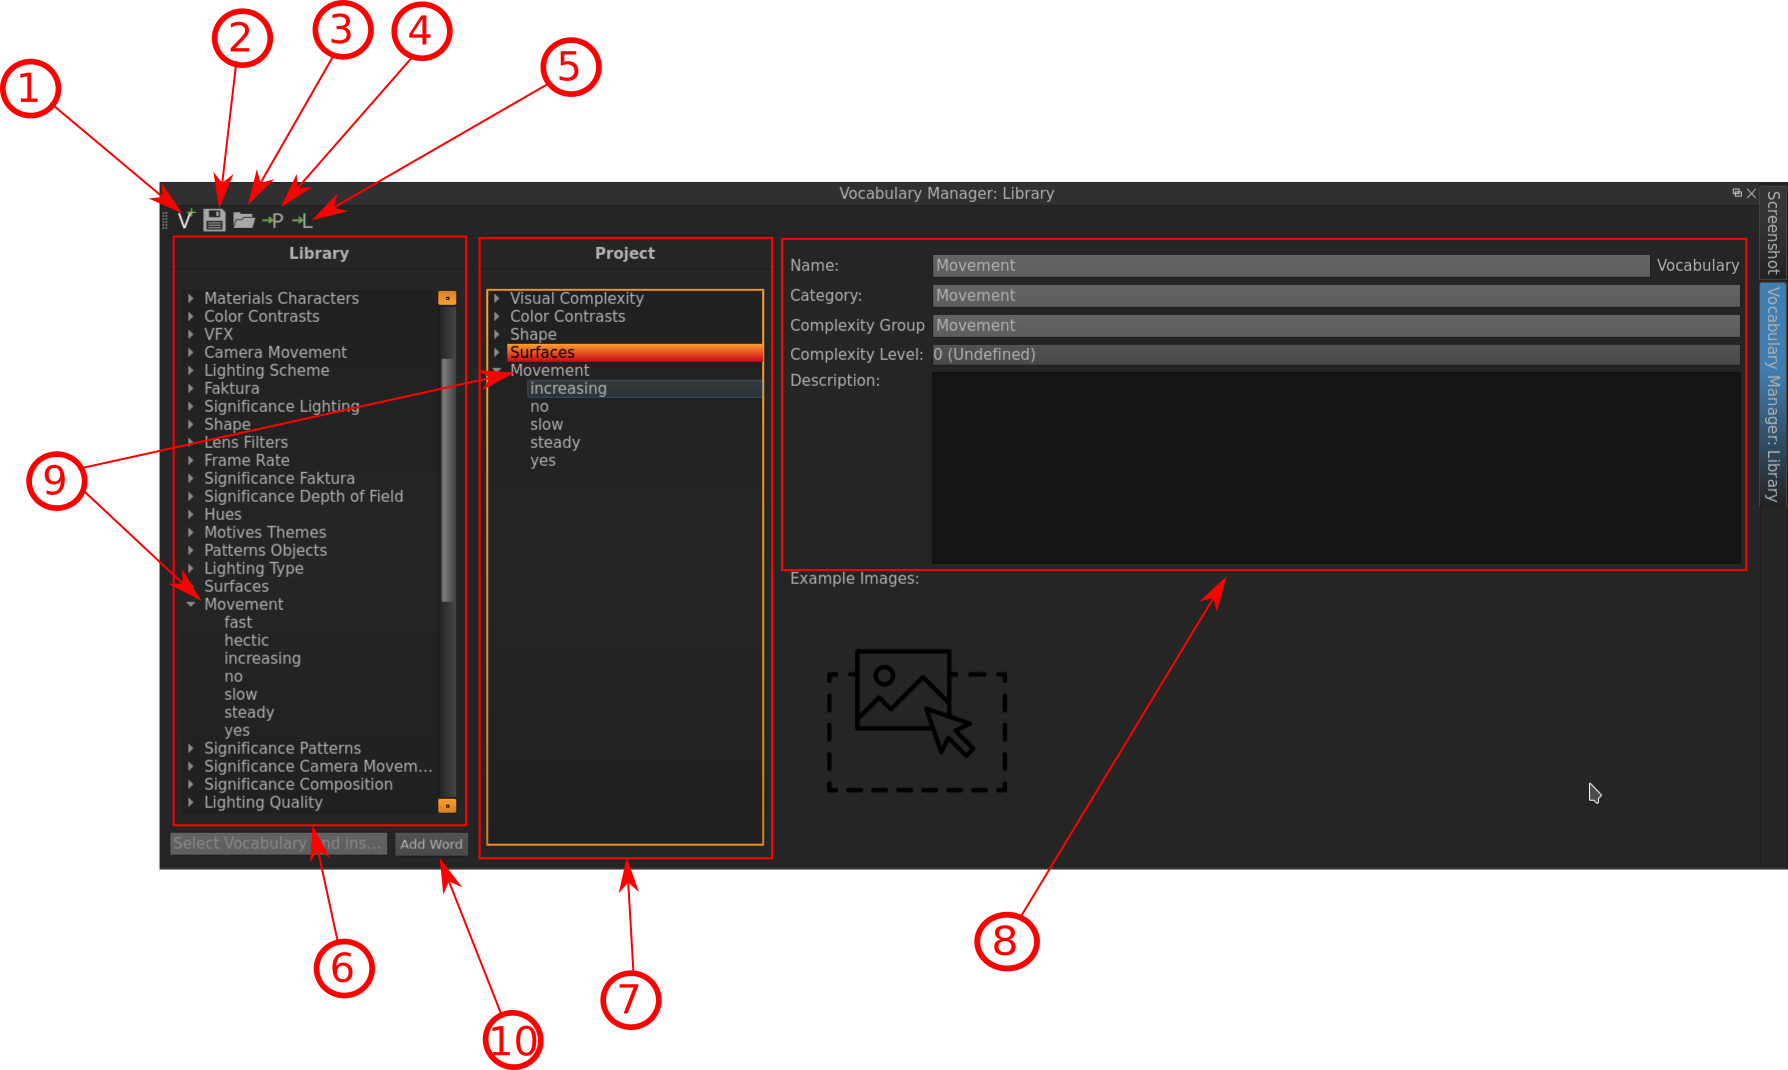 1
2
3
4
5
Vocabulary Manager: Library
V
P
L
Library
Materials Characters
Color Contrasts
VFX
Camera Movement
Lighting Scheme
Faktura
Significance Lighting
Shape
Lens Filters
Frame Rate
Significance Faktura
Significance Depth of Field
Hues
Motives Themes
Patterns Objects
Lighting Type
Surfaces
Movement
fast
hectic
increasing
no
slow
steady
yes
Significance Patterns
Significance Camera Movem...
Significance Composition
Lighting Quality
Select Vocabulary and ins...
Add Word
Project
Visual Complexity
Color Contrasts
Shape
Surfaces
Movement
increasing
no
slow
steady
yes
Name: Movement Vocabulary
Category: Movement
Complexity Group Movement
Complexity Level: 0 (Undefined)
Description:
Example Images:
Screenshot
Vocabulary Manager: Library
9
6
10
7
8